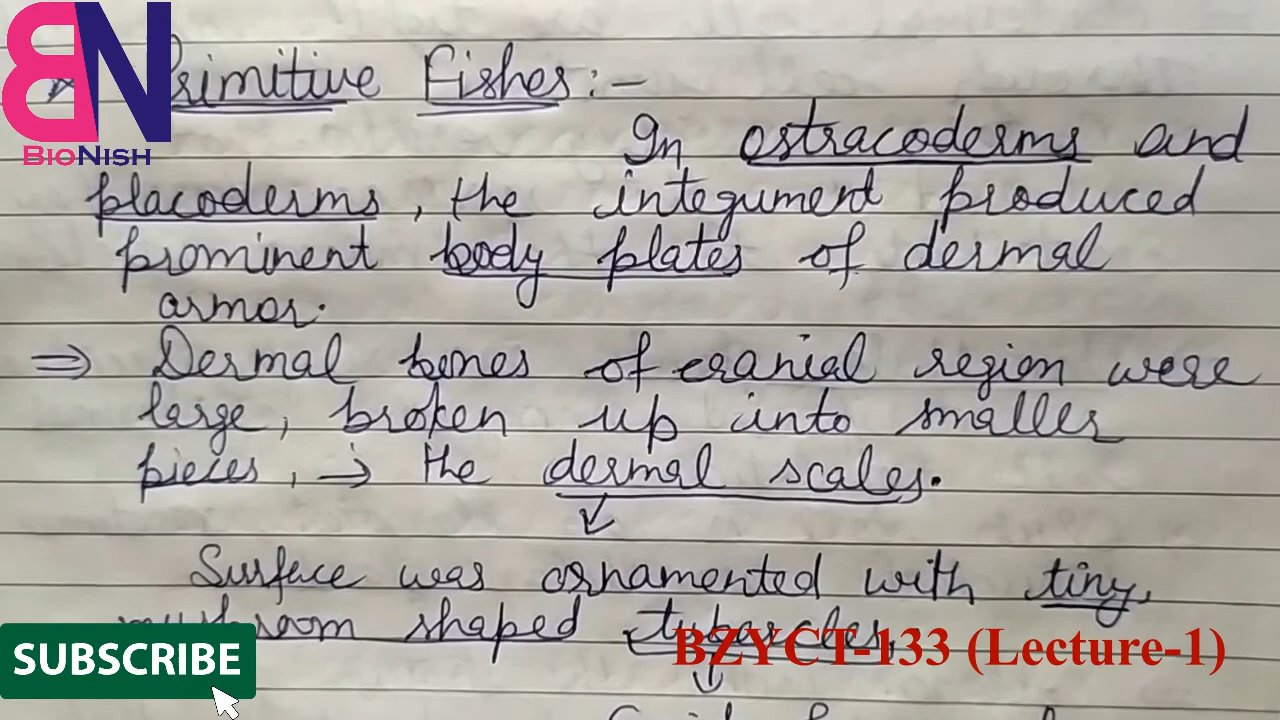 BN
BIONISH
Primitive Fishes:-
In ostracoderms and
placoderms, the integument produced
prominent body plates of dermal
armor.
⇒ Dermal bones of cranial region were
large, broken up into smaller
pieces, → the dermal scales.
Surface was ornamented with tiny,
mushroom shaped tubercles,
BZYCT-133 (Lecture-1)
SUBSCRIBE